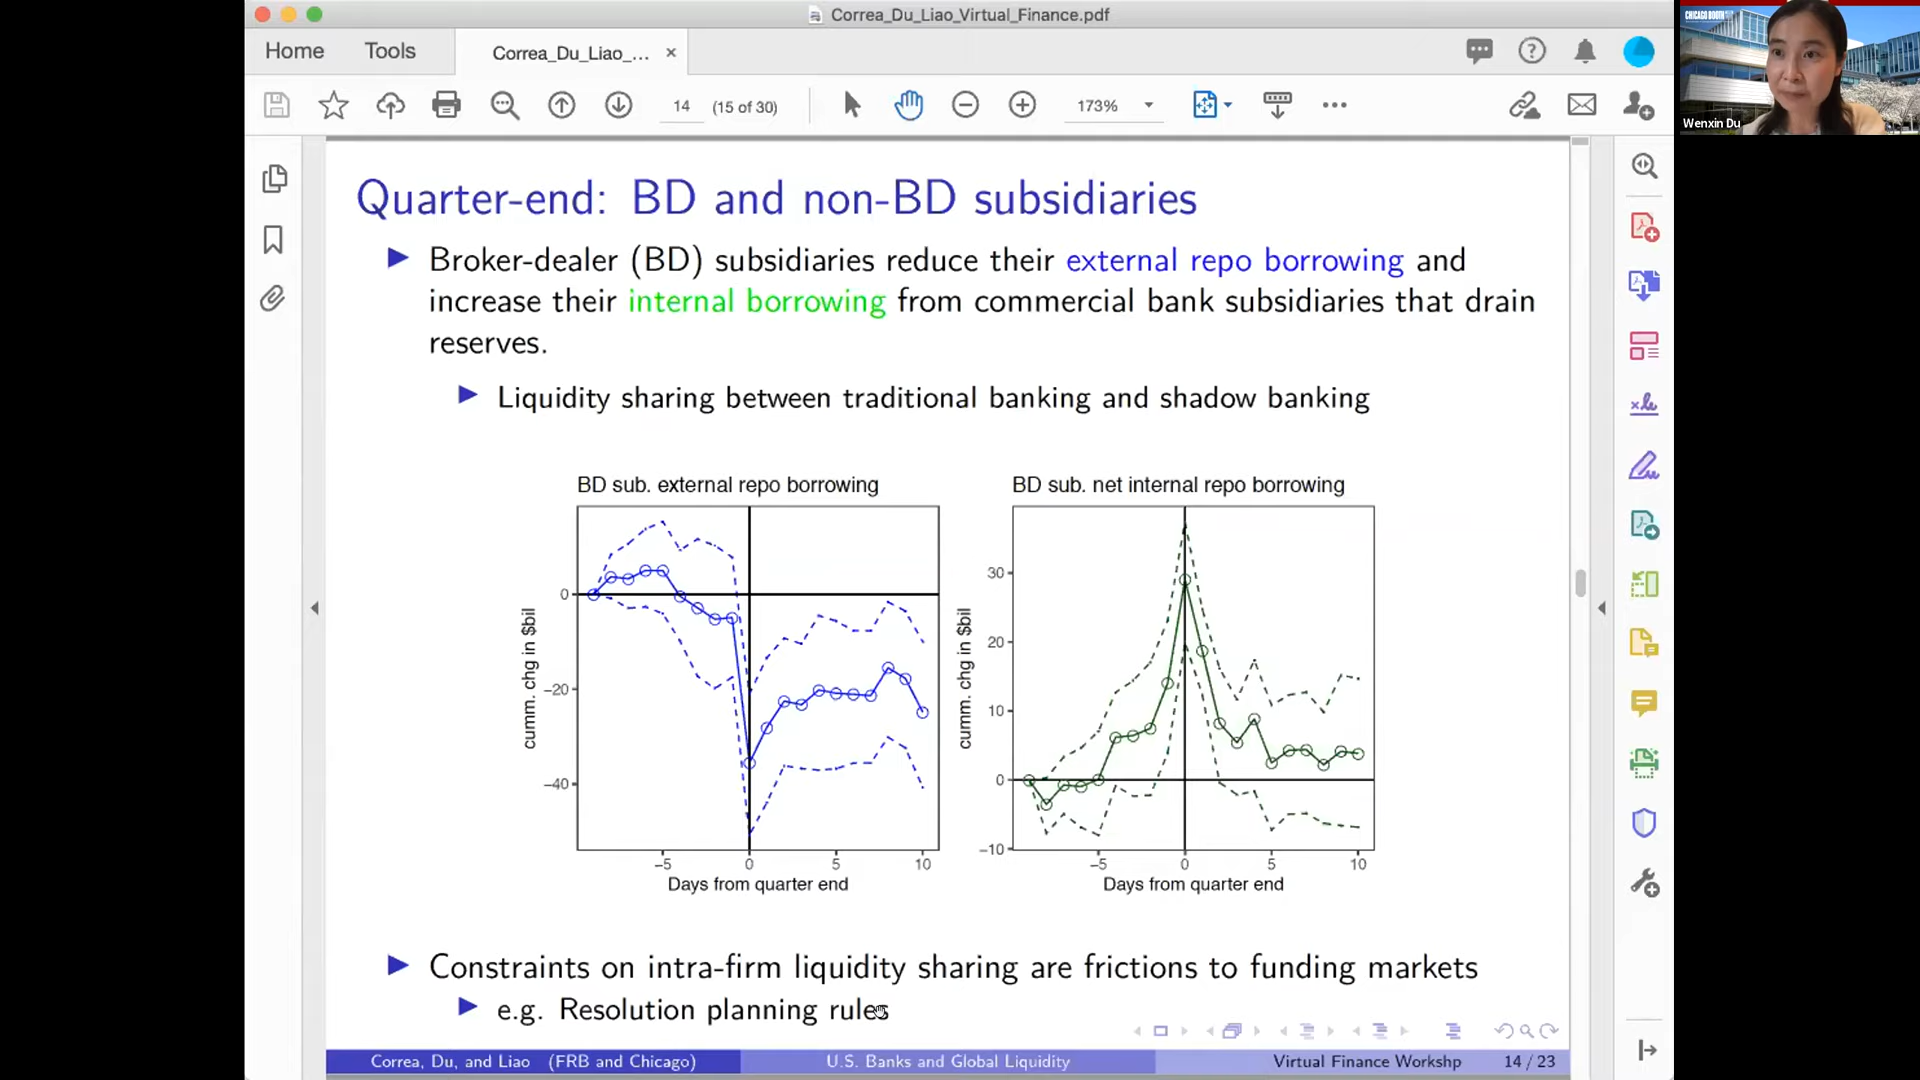 Correa_Du_Liao_Virtual_Finance.pdf
Home
Tools
Correa_Du_Liao_...
14
(15 of 30)
173%
CHICAGO BOOTH
Wenxin Du
Quarter-end: BD and non-BD subsidiaries
Broker-dealer (BD) subsidiaries reduce their external repo borrowing and
increase their internal borrowing from commercial bank subsidiaries that drain
reserves.
Liquidity sharing between traditional banking and shadow banking
BD sub. external repo borrowing
cumm. chg in $bil
0
−20
−40
−5
0
5
10
Days from quarter end
BD sub. net internal repo borrowing
cumm. chg in $bil
30
20
10
0
−10
−5
0
5
10
Days from quarter end
Constraints on intra-firm liquidity sharing are frictions to funding markets
e.g. Resolution planning rules
Correa, Du, and Liao (FRB and Chicago)
U.S. Banks and Global Liquidity
Virtual Finance Workshp
14 / 23